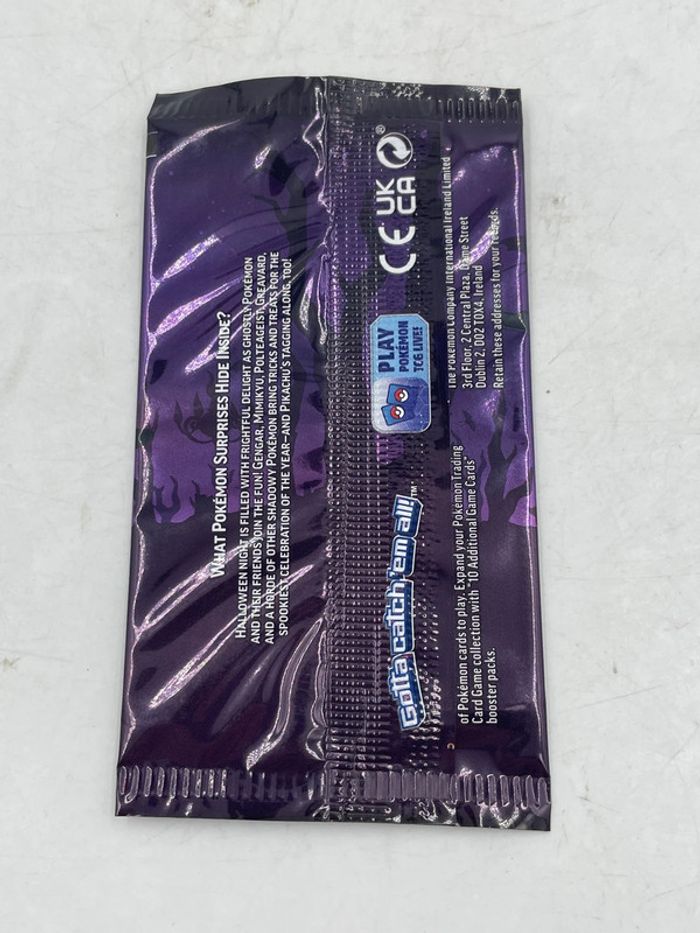 WHAT POKÉMON SURPRISES HIDE INSIDE?
HALLOWEEN NIGHT IS FILLED WITH FRIGHTFUL DELIGHT AS GHOSTLY POKÉMON
AND THEIR FRIENDS JOIN THE FUN! GENGAR, MIMIKYU, POLTEAGEIST, GREAVARD,
AND A HORDE OF OTHER SHADOWY POKÉMON BRING TRICKS AND TREATS FOR THE
SPOOKIEST CELEBRATION OF THE YEAR—AND PIKACHU'S TAGGING ALONG, TOO!
Gotta catch 'em all!™
PLAY
POKÉMON
TCG LIVE!
CE UK
CA ®
of Pokémon cards to play. Expand your Pokémon Trading
Card Game collection with "10 Additional Game Cards"
booster packs.
The Pokémon Company International Ireland Limited
3rd Floor, 2 Central Plaza, Dame Street
Dublin 2, D02 T0X4, Ireland
Retain these addresses for your records.